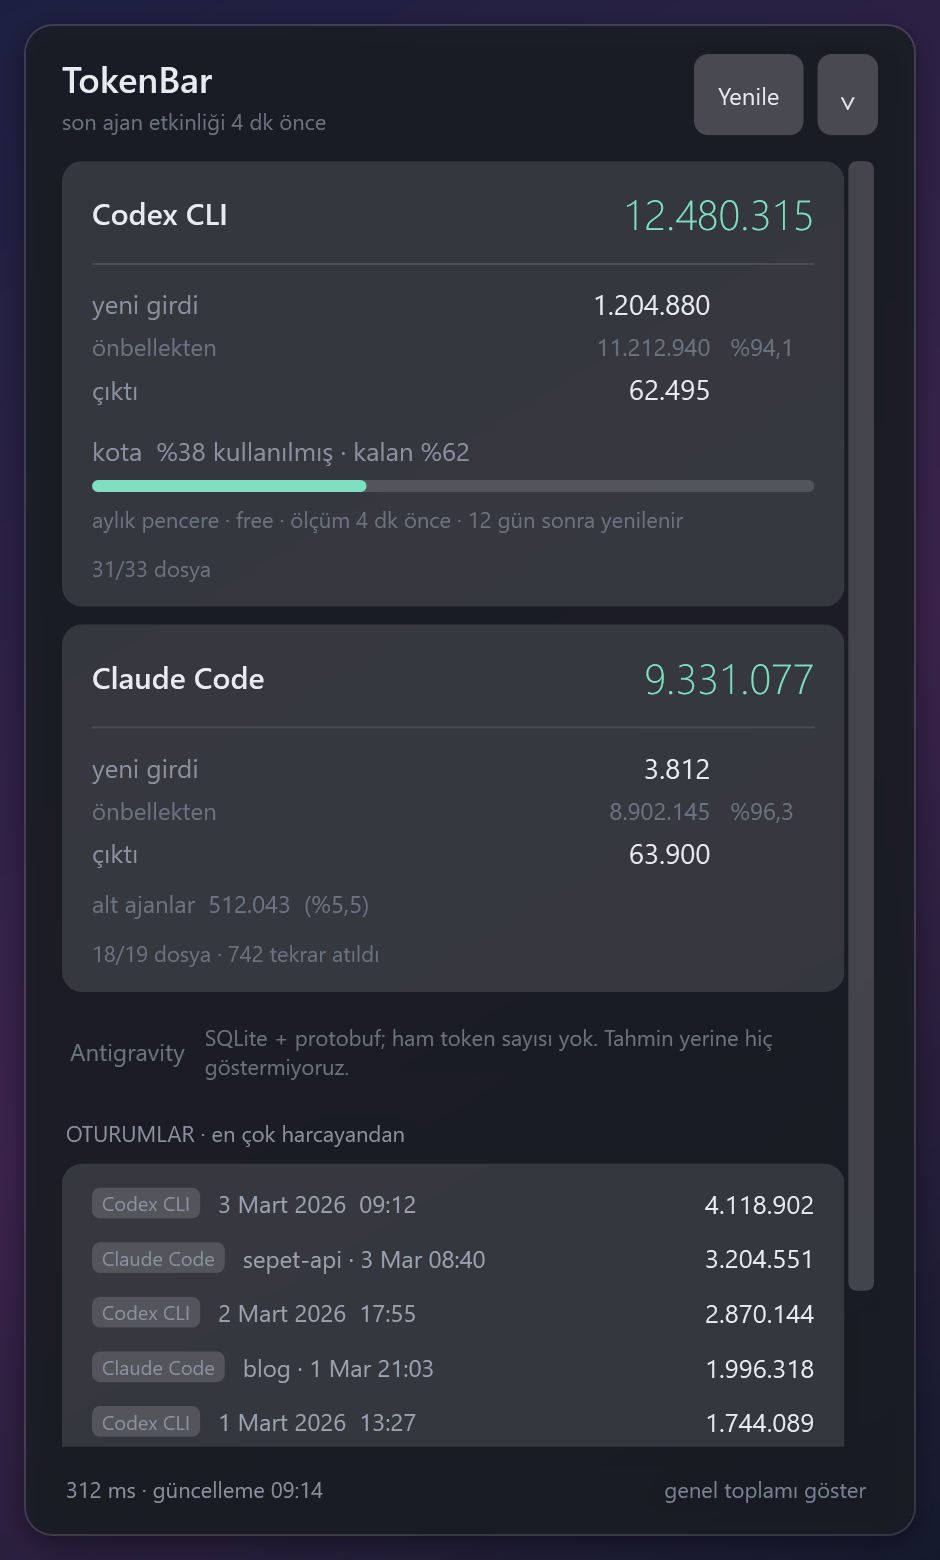 TokenBar
son ajan etkinliği 4 dk önce
Yenile
v
Codex CLI 12.480.315
yeni girdi 1.204.880
önbellekten 11.212.940 %94,1
çıktı 62.495
kota %38 kullanılmış · kalan %62
aylık pencere · free · ölçüm 4 dk önce · 12 gün sonra yenilenir
31/33 dosya
Claude Code 9.331.077
yeni girdi 3.812
önbellekten 8.902.145 %96,3
çıktı 63.900
alt ajanlar 512.043 (%5,5)
18/19 dosya · 742 tekrar atıldı
Antigravity
SQLite + protobuf; ham token sayısı yok. Tahmin yerine hiç
göstermiyoruz.
OTURUMLAR · en çok harcayandan
Codex CLI 3 Mart 2026 09:12 4.118.902
Claude Code sepet-api · 3 Mar 08:40 3.204.551
Codex CLI 2 Mart 2026 17:55 2.870.144
Claude Code blog · 1 Mar 21:03 1.996.318
Codex CLI 1 Mart 2026 13:27 1.744.089
312 ms · güncelleme 09:14 genel toplamı göster